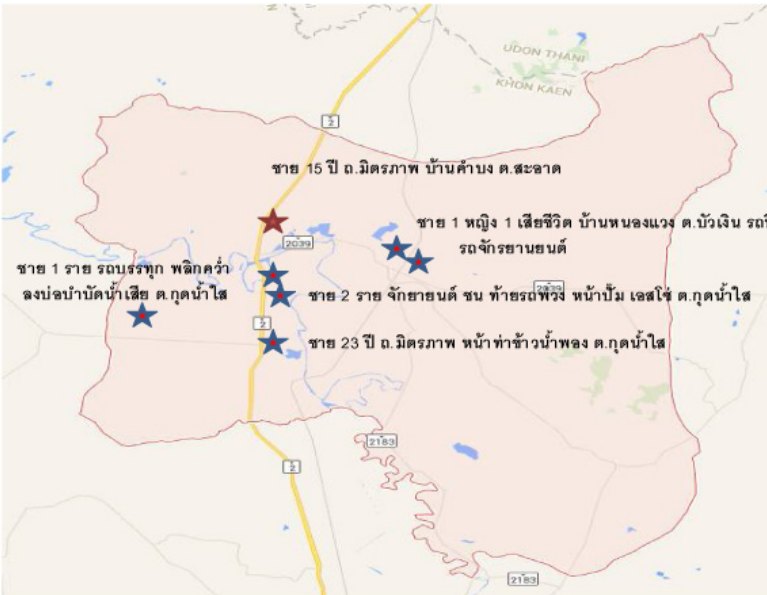 UDON THANI
KHON KAEN
2
ชาย 15 ปี ถ.มิตรภาพ บ้านคำบง ต.สะอาด
2039
ชาย 1 หญิง 1 เสียชีวิต บ้านหนองแวง ต.บัวเงิน
รถจักรยานยนต์
ชาย 1 ราย รถบรรทุก พลิกคว่ำ
ลงบ่อบำบัดน้ำเสีย ต.กุดน้ำใส
2039
ชาย 2 ราย จักยายนต์ ชน ท้ายรถพ่วง หน้าปั๊ม เอสโซ่ ต.กุดน้ำใส
2
ชาย 23 ปี ถ.มิตรภาพ หน้าท่าข้าวน้ำพอง ต.กุดน้ำใส
2183
2
2183